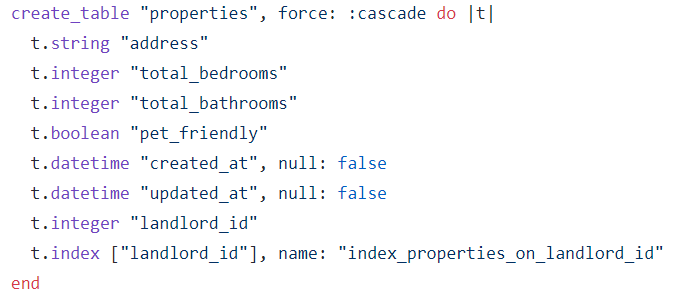 create_table "properties", force: :cascade do |t|
t.string "address"
t.integer "total_bedrooms"
t.integer "total_bathrooms"
t.boolean "pet_friendly"
t.datetime "created_at", null: false
t.datetime "updated_at", null: false
t.integer "landlord_id"
t.index ["landlord_id"], name: "index_properties_on_landlord_id"
end